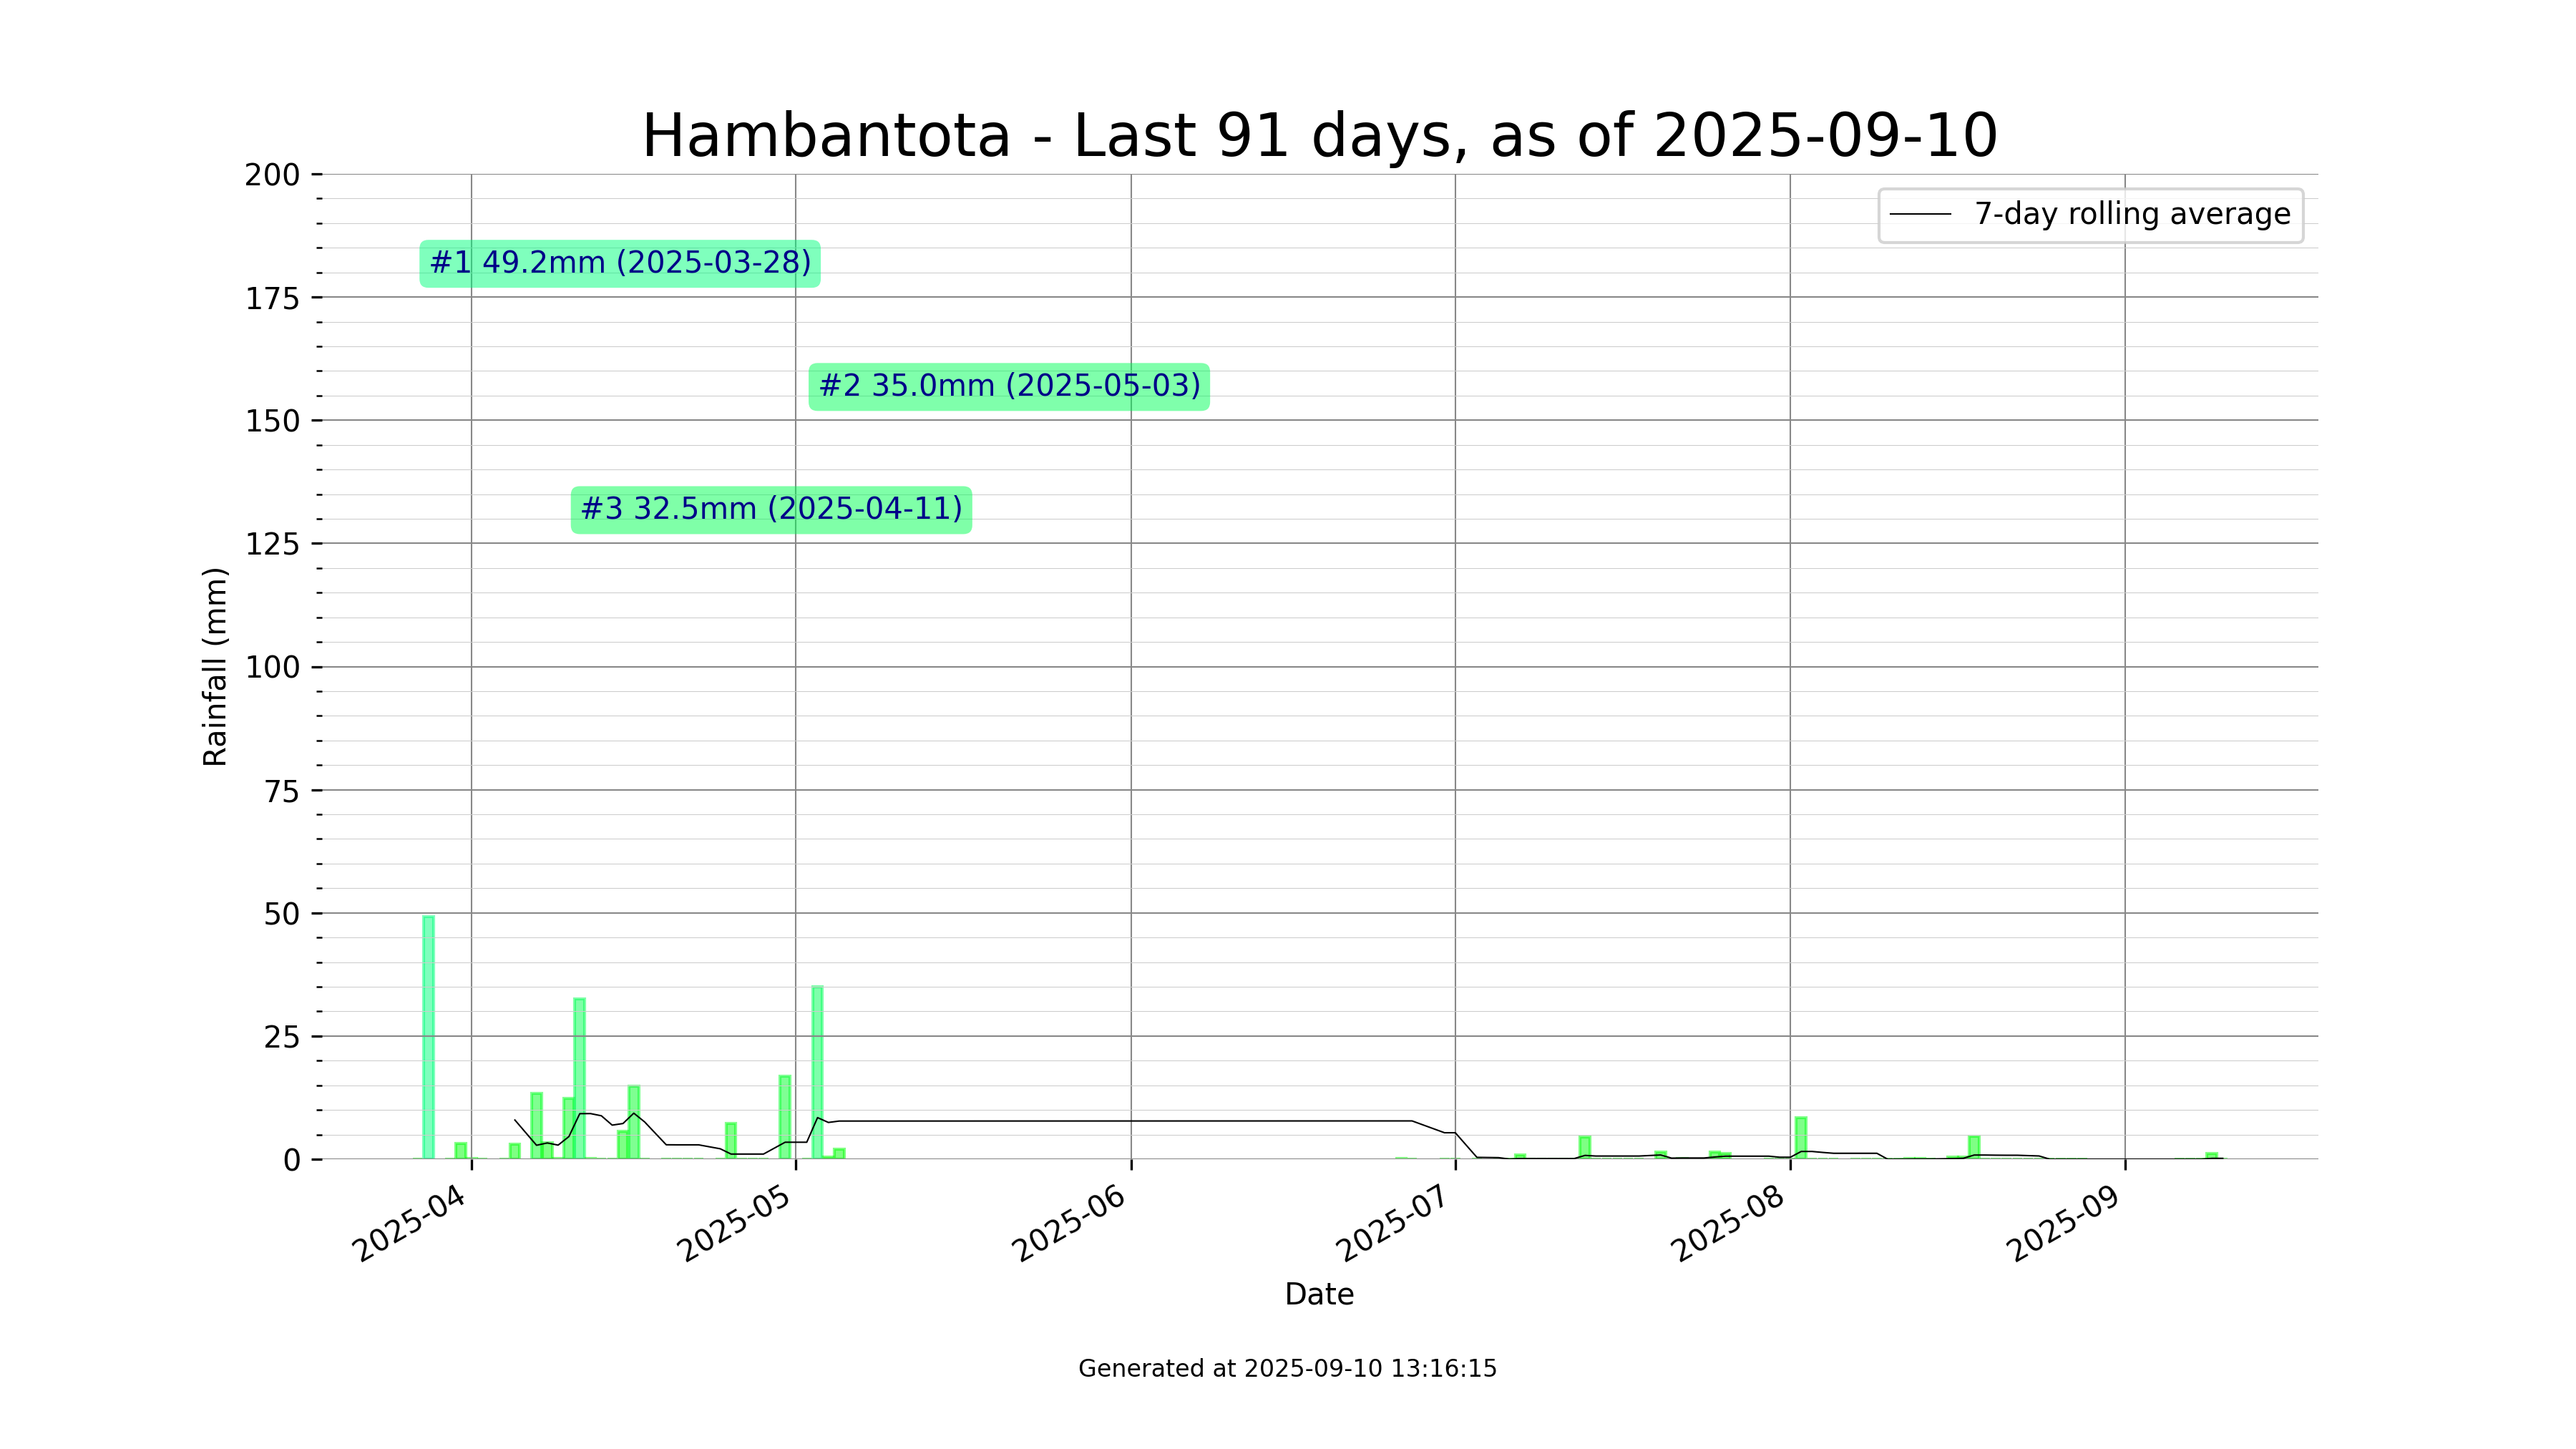 Hambantota - Last 91 days, as of 2025-09-10
200
175
150
125
100
75
50
25
0
Rainfall (mm)
7-day rolling average
#1 49.2mm (2025-03-28)
#2 35.0mm (2025-05-03)
#3 32.5mm (2025-04-11)
2025-04
2025-05
2025-06
2025-07
2025-08
2025-09
Date
Generated at 2025-09-10 13:16:15